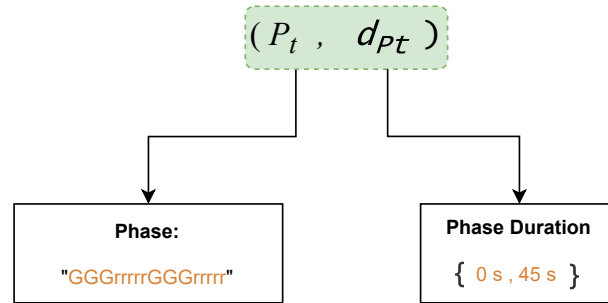 ( P_t , d_Pt )
Phase:
"GGGrrrrrGGGrrrrr"
Phase Duration
{ 0 s , 45 s }